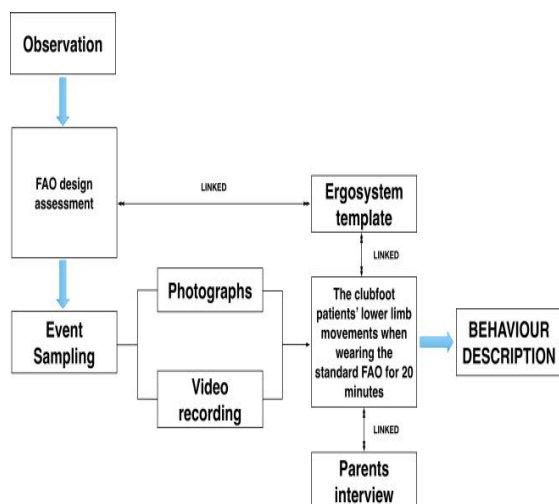 Observation
FAO design
assessment
LINKED
Ergosystem
template
LINKED
Event
Sampling
Photographs
Video
recording
The clubfoot
patients' lower limb
movements when
wearing the
standard FAO for 20
minutes
BEHAVIOUR
DESCRIPTION
LINKED
Parents
interview